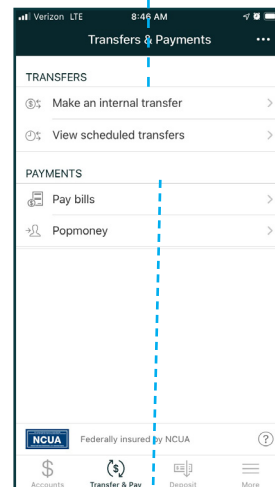 Verizon LTE 8:46 AM
Transfers & Payments
TRANSFERS
Make an internal transfer
View scheduled transfers
PAYMENTS
Pay bills
Popmoney
NCUA Federally insured by NCUA ?
Accounts Transfer & Pay Deposit More